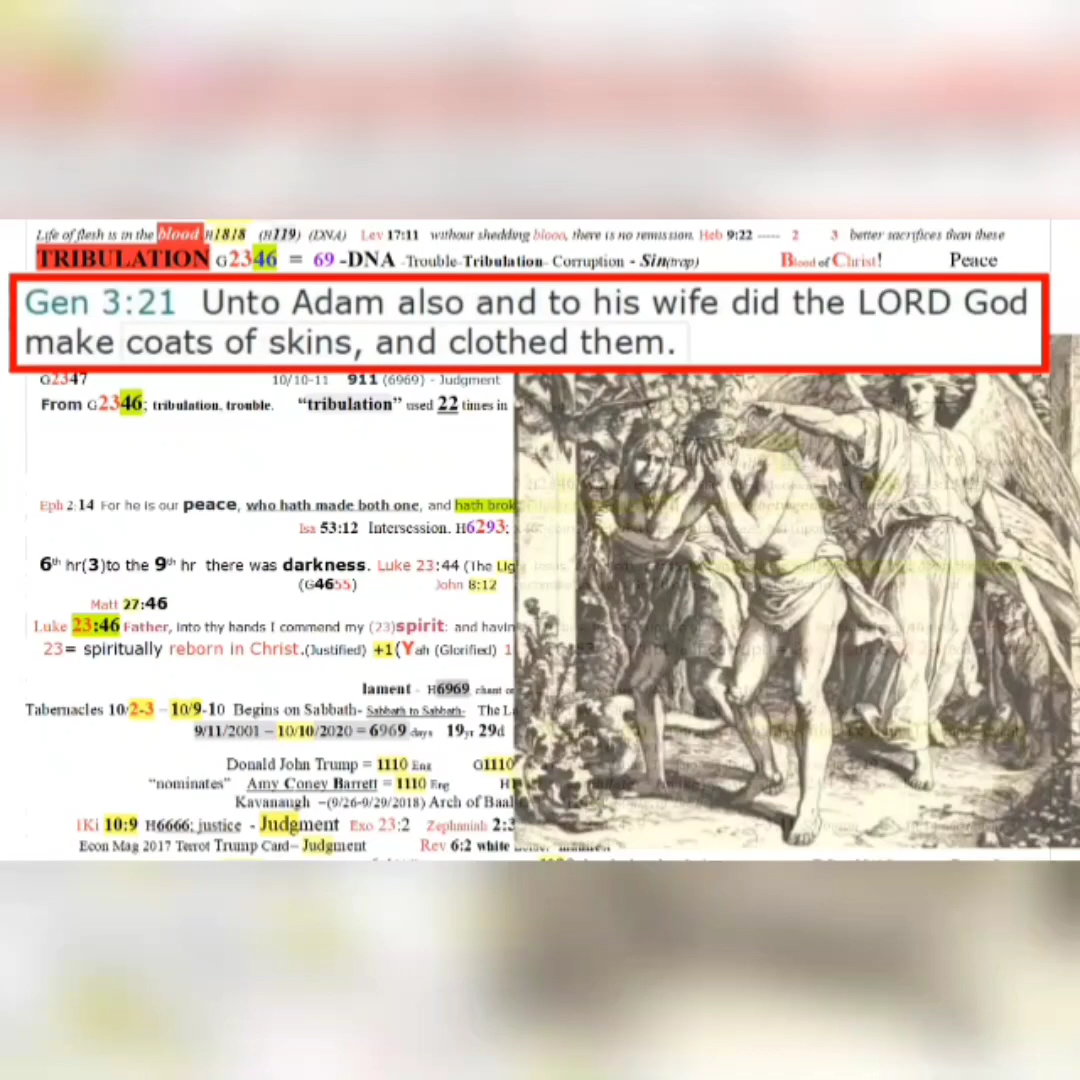 Life of flesh is in the blood H1818 (H119) (DNA) Lev 17:11 without shedding blood, there is no remission. Heb 9:22 ---- 2 3 better sacrifices than these
TRIBULATION G2346 = 69 -DNA -Trouble-Tribulation- Corruption - Sin(trap) Blood of Christ! Peace
Gen 3:21 Unto Adam also and to his wife did the LORD God
make coats of skins, and clothed them.
G2347 10/10-11 911 (6969) - Judgment
From G2346; tribulation, trouble. "tribulation" used 22 times in
Eph 2:14 For he is our peace, who hath made both one, and hath brok
Isa 53:12 Intersession. H6293;
6th hr(3)to the 9th hr there was darkness. Luke 23:44 (The Lig
(G4655) John 8:12
Matt 27:46
Luke 23:46 Father, into thy hands I commend my (23)spirit: and havin
23= spiritually reborn in Christ.(Justified) +1(Yah (Glorified) 1
lament - H6969 chant
Tabernacles 10/2-3 – 10/9-10 Begins on Sabbath- Sabbath to Sabbath- The
9/11/2001 – 10/10/2020 = 6969 days 19yr 29d
Donald John Trump = 1110 Eng G1110
"nominates" Amy Coney Barrett = 1110 Eng
Kavanaugh –(9/26-9/29/2018) Arch of Baal
1Ki 10:9 H6666; justice - Judgment Exo 23:2 Zephaniah 2:3
Econ Mag 2017 Terrot Trump Card– Judgment Rev 6:2 white